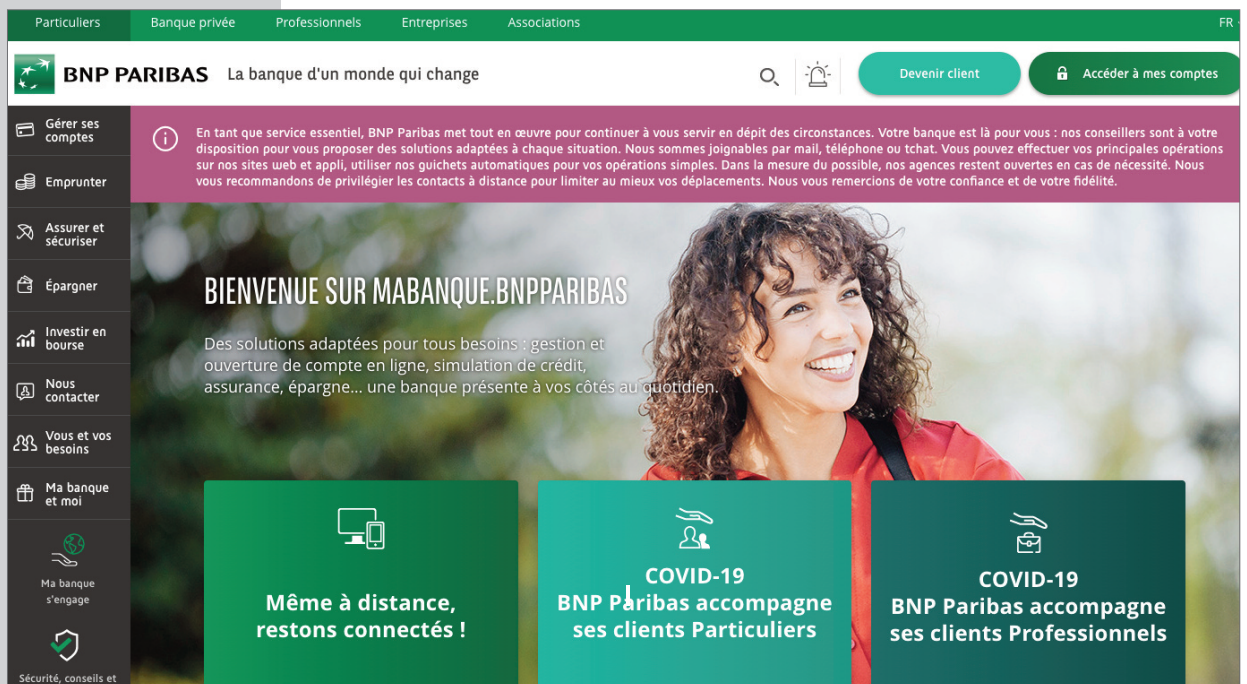 Particuliers
Banque privée
Professionnels
Entreprises
Associations
FR
BNP PARIBAS
La banque d'un monde qui change
Devenir client
Accéder à mes comptes
Gérer ses
comptes
Emprunter
Assurer et
sécuriser
Épargner
Investir en
bourse
Nous
contacter
Vous et vos
besoins
Ma banque
et moi
Ma banque
s'engage
Sécurité, conseils et
En tant que service essentiel, BNP Paribas met tout en œuvre pour continuer à vous servir en dépit des circonstances. Votre banque est là pour vous : nos conseillers sont à votre
disposition pour vous proposer des solutions adaptées à chaque situation. Nous sommes joignables par mail, téléphone ou tchat. Vous pouvez effectuer vos principales opérations
sur nos sites web et appli, utiliser nos guichets automatiques pour vos opérations simples. Dans la mesure du possible, nos agences restent ouvertes en cas de nécessité. Nous
vous recommandons de privilégier les contacts à distance pour limiter au mieux vos déplacements. Nous vous remercions de votre confiance et de votre fidélité.
BIENVENUE SUR MABANQUE.BNPPARIBAS
Des solutions adaptées pour tous besoins : gestion et
ouverture de compte en ligne, simulation de crédit,
assurance, épargne... une banque présente à vos côtés au quotidien.
Même à distance,
restons connectés !
COVID-19
BNP Paribas accompagne
ses clients Particuliers
COVID-19
BNP Paribas accompagne
ses clients Professionnels